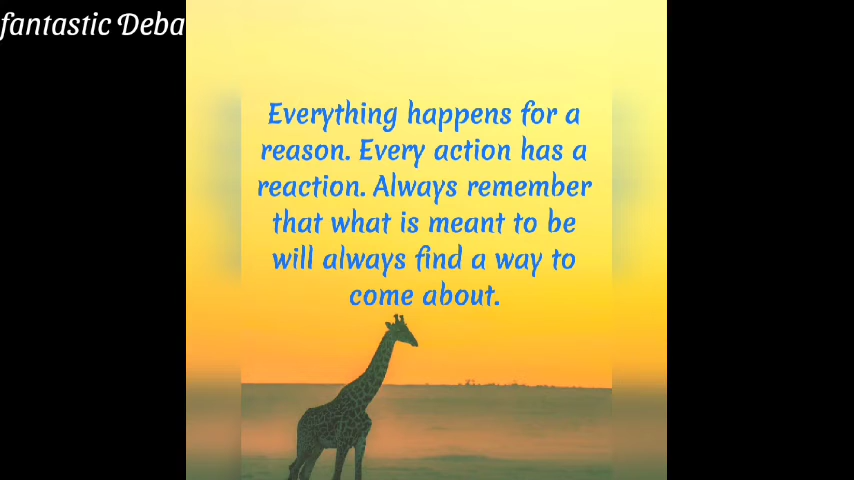 fantastic Deba
Everything happens for a
reason. Every action has a
reaction. Always remember
that what is meant to be
will always find a way to
come about.